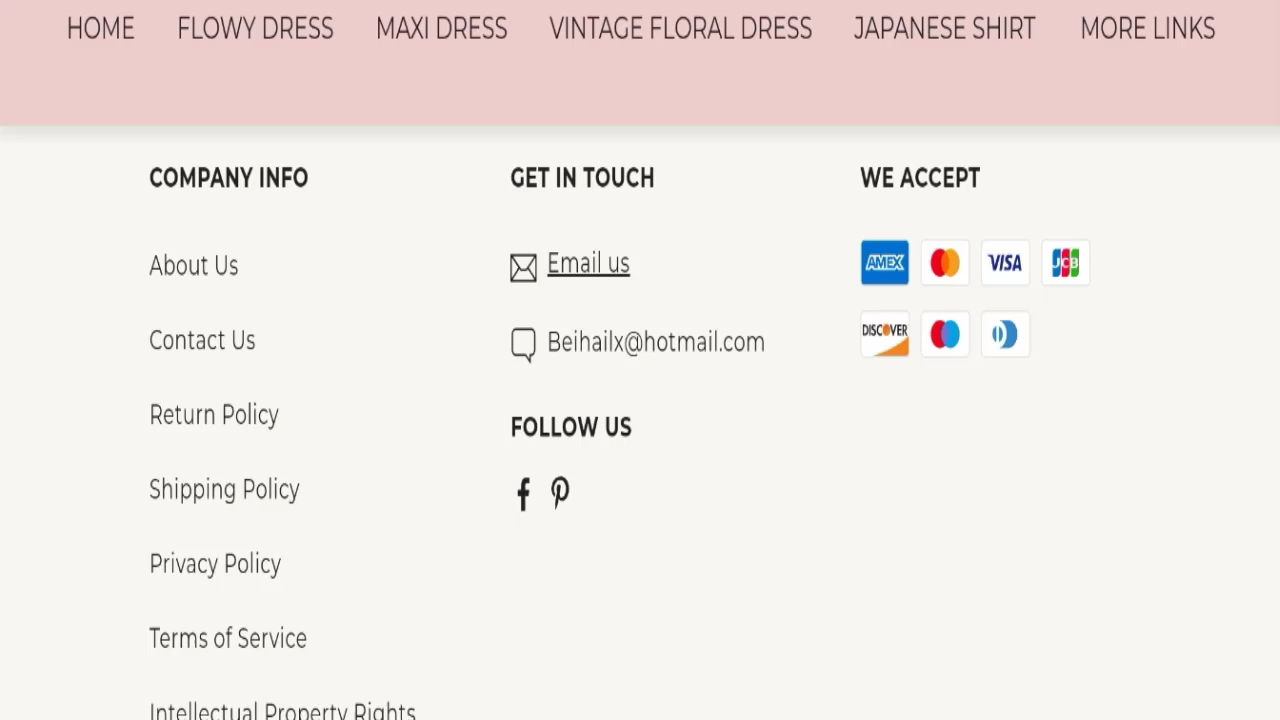 HOME FLOWY DRESS MAXI DRESS VINTAGE FLORAL DRESS JAPANESE SHIRT MORE LINKS
COMPANY INFO
About Us
Contact Us
Return Policy
Shipping Policy
Privacy Policy
Terms of Service
Intellectual Property Rights
GET IN TOUCH
Email us
Beihailx@hotmail.com
FOLLOW US
WE ACCEPT
AMEX VISA JCB
DISCOVER